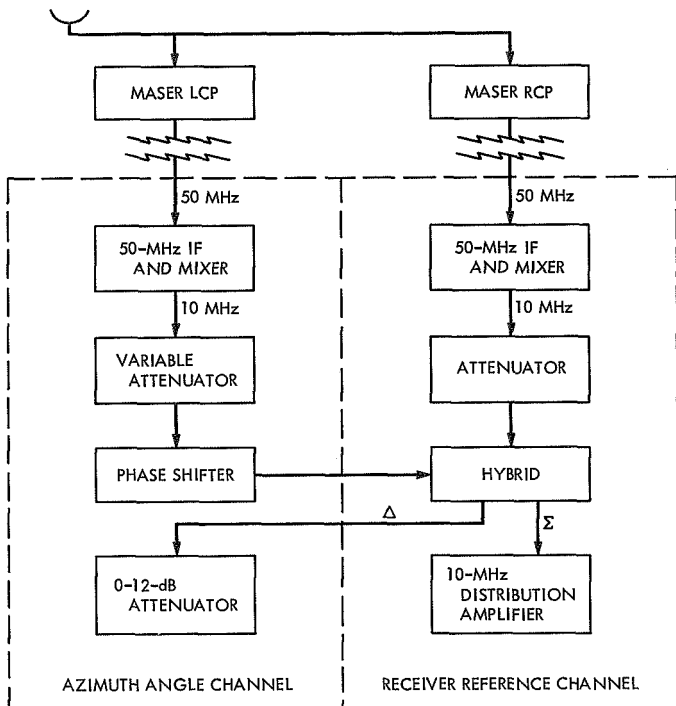 MASER LCP
MASER RCP
50 MHz
50 MHz
50-MHz IF
AND MIXER
50-MHz IF
AND MIXER
10 MHz
10 MHz
VARIABLE
ATTENUATOR
ATTENUATOR
PHASE SHIFTER
HYBRID
Δ
Σ
0-12-dB
ATTENUATOR
10-MHz
DISTRIBUTION
AMPLIFIER
AZIMUTH ANGLE CHANNEL
RECEIVER REFERENCE CHANNEL